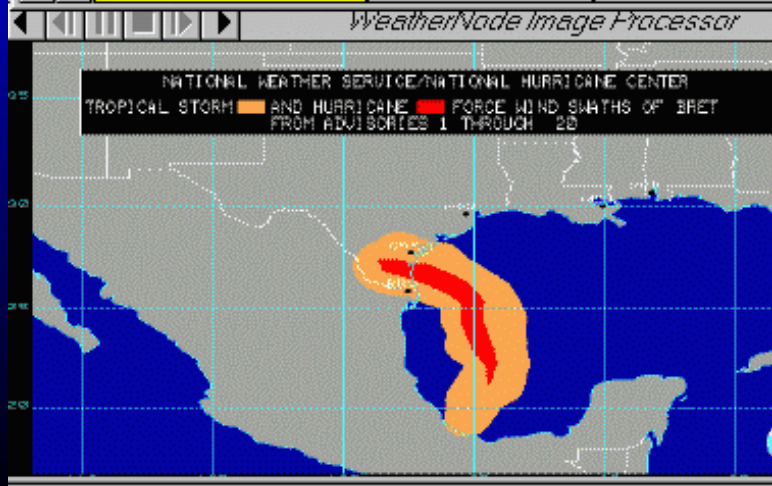 WeatherNode Image Processor
NATIONAL WEATHER SERVICE/NATIONAL HURRICANE CENTER
TROPICAL STORM AND HURRICANE FORCE WIND SWATHS OF BRET
FROM ADVISORIES 1 THROUGH 20